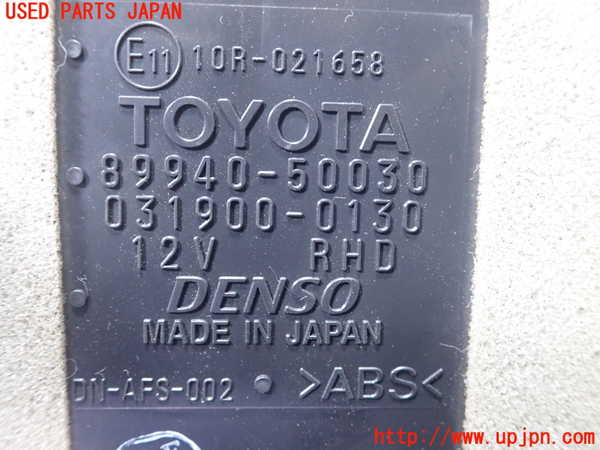 USED PARTS JAPAN
E11 10R-021658
TOYOTA
89940-50030
031900-0130
12V RHD
DENSO
MADE IN JAPAN
DN-AFS-002 >ABS<
http://www.upjpn.com